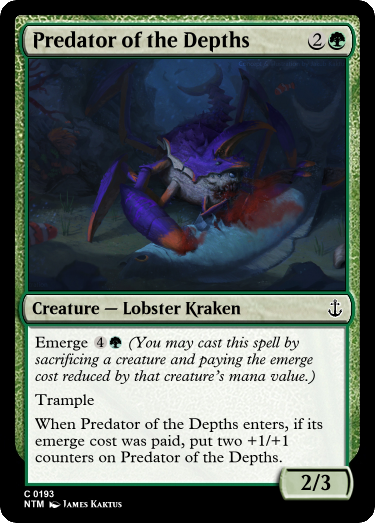 Predator of the Depths 2
Creature — Lobster Kraken
Emerge 4 (You may cast this spell by
sacrificing a creature and paying the emerge
cost reduced by that creature's mana value.)
Trample
When Predator of the Depths enters, if its
emerge cost was paid, put two +1/+1
counters on Predator of the Depths.
2/3
C 0193
NTM James Kaktus